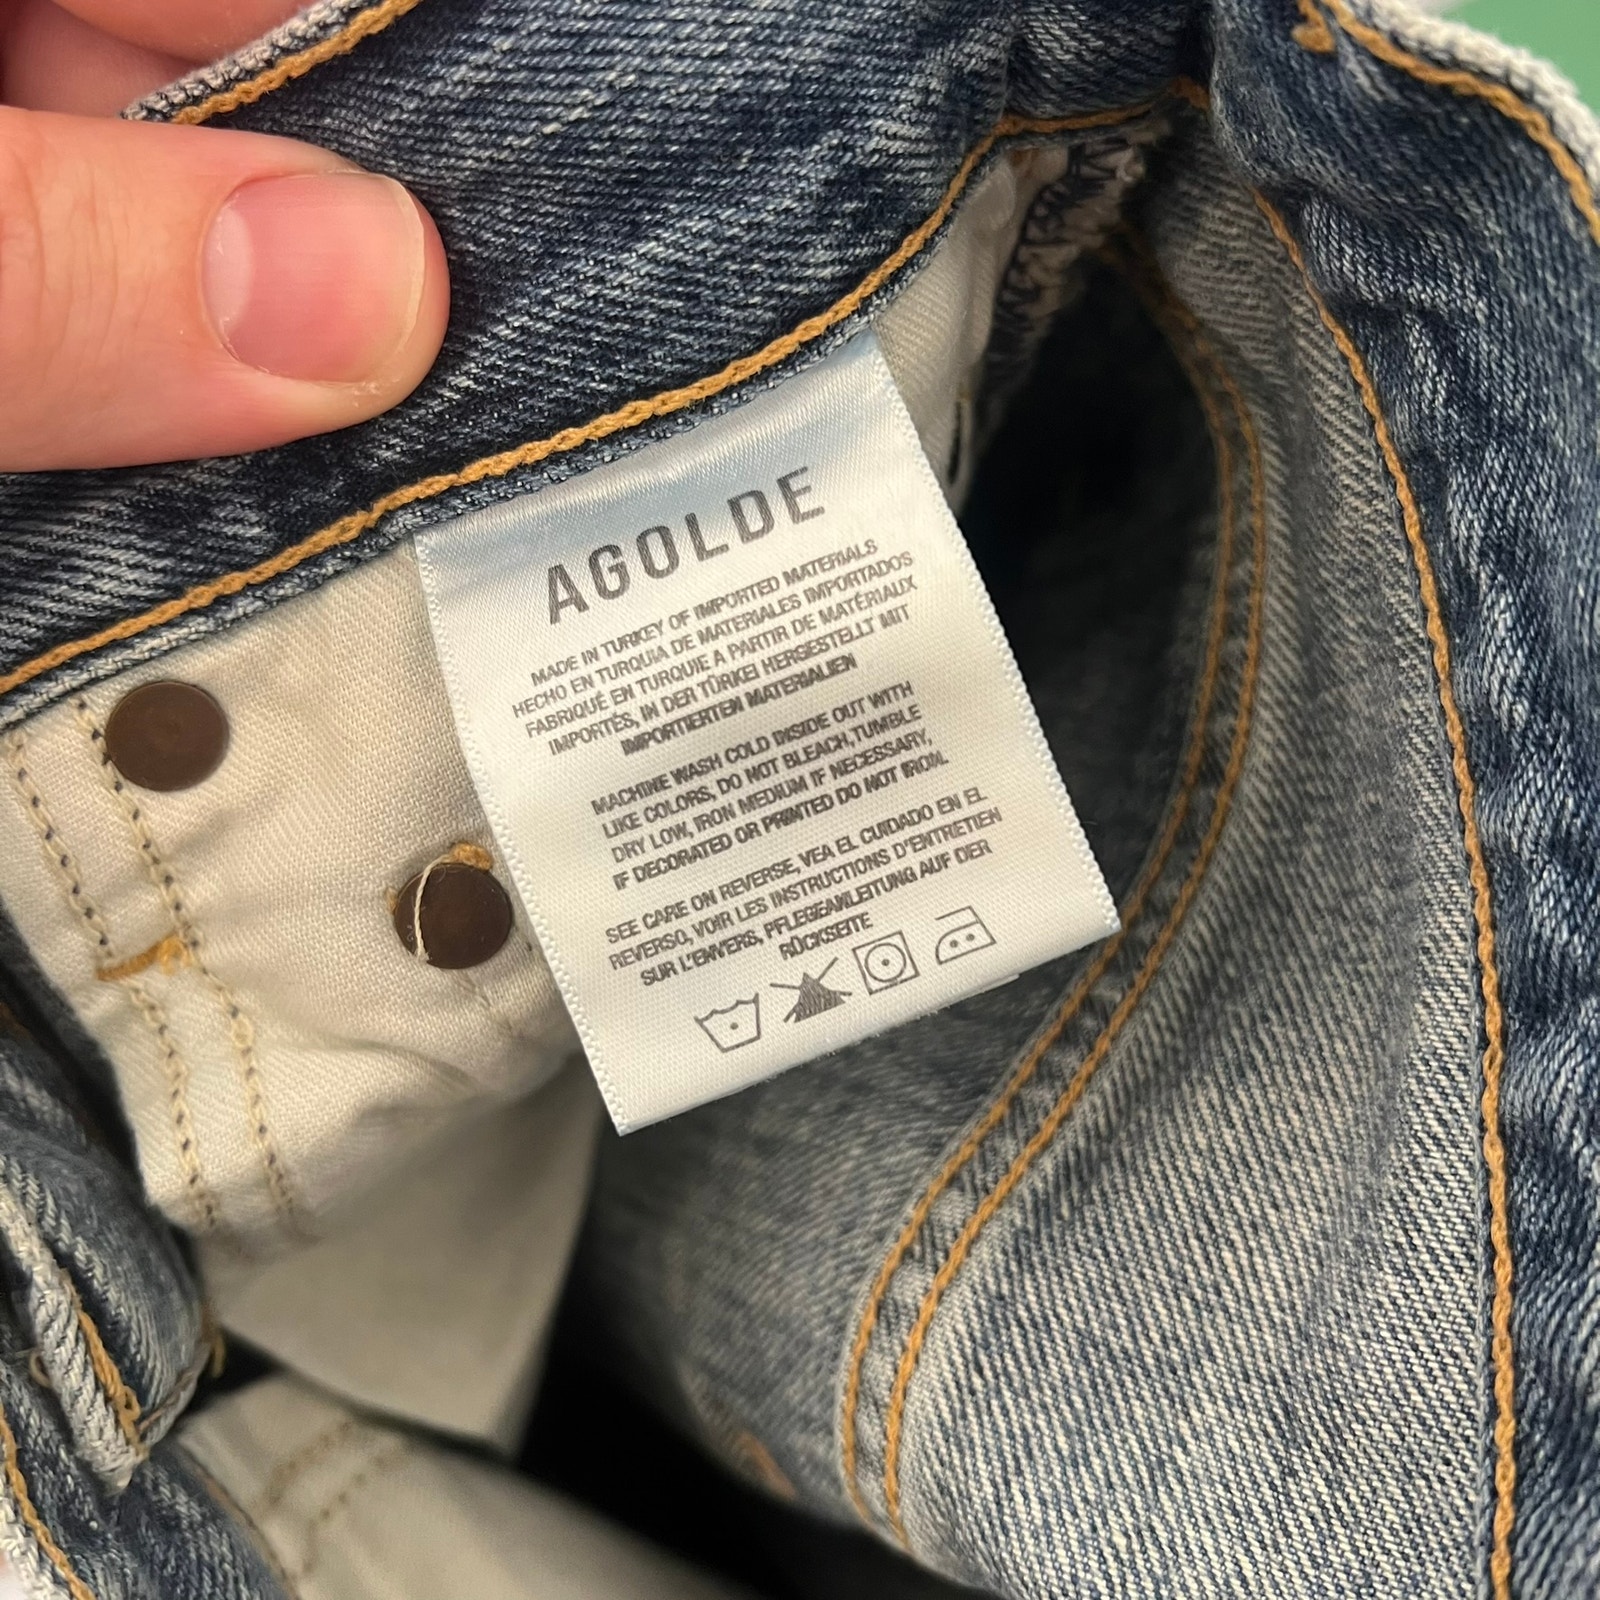 AGOLDE
MADE IN TURKEY OF IMPORTED MATERIALS
HECHO EN TURQUIA DE MATERIALES IMPORTADOS
FABRIQUÉ EN TURQUIE A PARTIR DE MATÉRIAUX
IMPORTÉS, IN DER TÜRKEI HERGESTELLT MIT
IMPORTIERTEN MATERIALIEN
MACHINE WASH COLD INSIDE OUT WITH
LIKE COLORS, DO NOT BLEACH,TUMBLE
DRY LOW, IRON MEDIUM IF NECESSARY,
IF DECORATED OR PRINTED DO NOT IRON.
SEE CARE ON REVERSE, VEA EL CUIDADO EN EL
REVERSO, VOIR LES INSTRUCTIONS D'ENTRETIEN
SUR L'ENVERS, PFLEGEANLEITUNG AUF DER
RÜCKSEITE